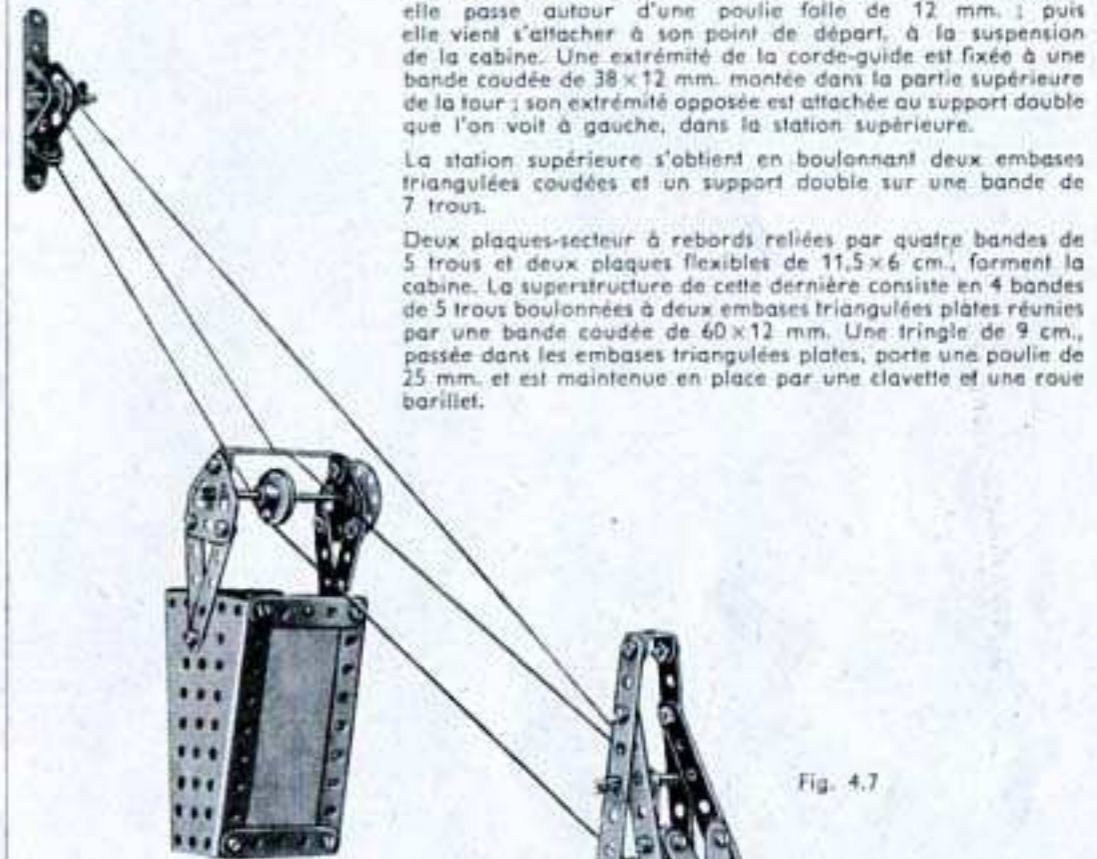 elle passe autour d'une poulie folle de 12 mm. ; puis
elle vient s'attacher à son point de départ, à la suspension
de la cabine. Une extrémité de la corde-guide est fixée à une
bande coudée de 38 × 12 mm. montée dans la partie supérieure
de la tour ; son extrémité opposée est attachée au support double
que l'on voit à gauche, dans la station supérieure.
La station supérieure s'obtient en boulonnant deux embases
triangulées coudées et un support double sur une bande de
7 trous.
Deux plaques-secteur à rebords reliées par quatre bandes de
5 trous et deux plaques flexibles de 11,5 × 6 cm., forment la
cabine. La superstructure de cette dernière consiste en 4 bandes
de 5 trous boulonnées à deux embases triangulées plates réunies
par une bande coudée de 60 × 12 mm. Une tringle de 9 cm.,
passée dans les embases triangulées plates, porte une poulie de
25 mm. et est maintenue en place par une clavette et une roue
barillet.
Fig. 4.7